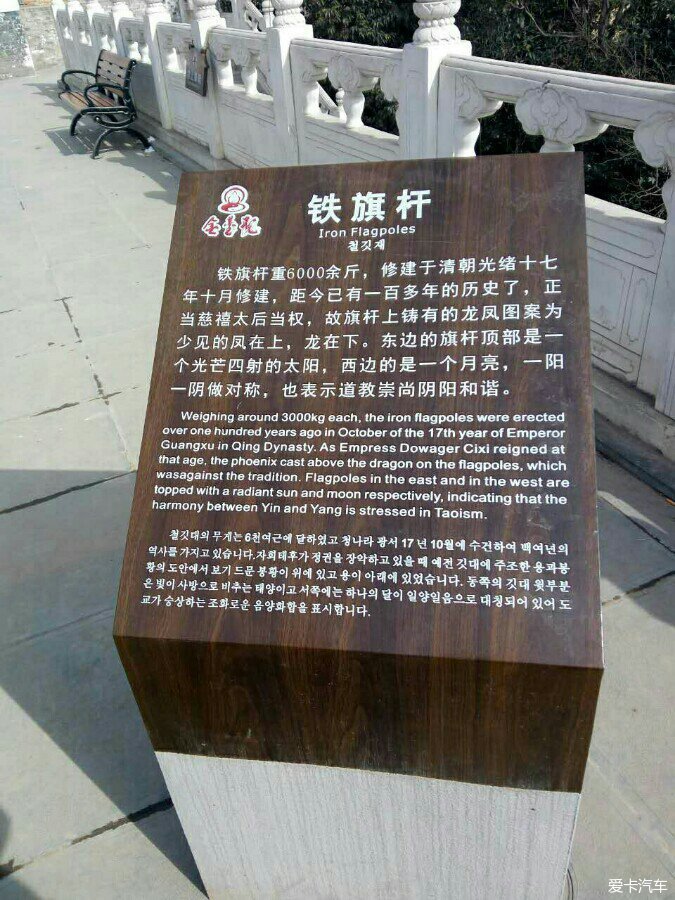 铁旗杆
Iron Flagpoles
철깃재
铁旗杆重6000余斤，修建于清朝光绪十七
年十月修建，距今已有一百多年的历史了，正
当慈禧太后当权，故旗杆上铸有的龙凤图案为
少见的凤在上，龙在下。东边的旗杆顶部是一
个光芒四射的太阳，西边的是一个月亮，一阳
一阴做对称，也表示道教崇尚阴阳和谐。
Weighing around 3000kg each, the iron flagpoles were erected
over one hundred years ago in October of the 17th year of Emperor
Guangxu in Qing Dynasty. As Empress Dowager Cixi reigned at
that age, the phoenix cast above the dragon on the flagpoles, which
wasagainst the tradition. Flagpoles in the east and in the west are
topped with a radiant sun and moon respectively, indicating that the
harmony between Yin and Yang is stressed in Taoism.
철깃대의 무게는 6천여근에 달하였고 청나라 광서 17년 10월에 수건하여 백여년의
역사를 가지고 있습니다.자희태후가 정권을 장악하고 있을 때 예전 깃대에 주조한 용과봉
황의 도안에서 보기 드문 봉황이 위에 있고 용이 아래에 있었습니다. 동쪽의 깃대 윗부분
은 빛이 사방으로 비추는 태양이고 서쪽에는 하나의 달이 일양일음으로 대칭되어 있어 도
교가 숭상하는 조화로운 음양화합을 표시합니다.
爱卡汽车